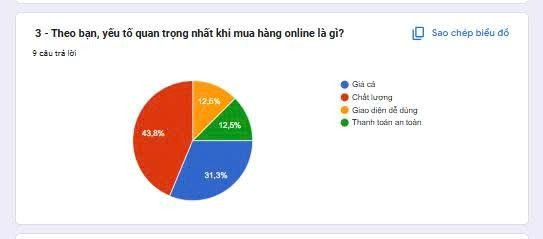 3 - Theo bạn, yếu tố quan trọng nhất khi mua hàng online là gì?
Sao chép biểu đồ
9 câu trả lời
Giá cả
Chất lượng
Giao diện dễ dùng
Thanh toán an toàn
12,5%
12,5%
43,8%
31,3%